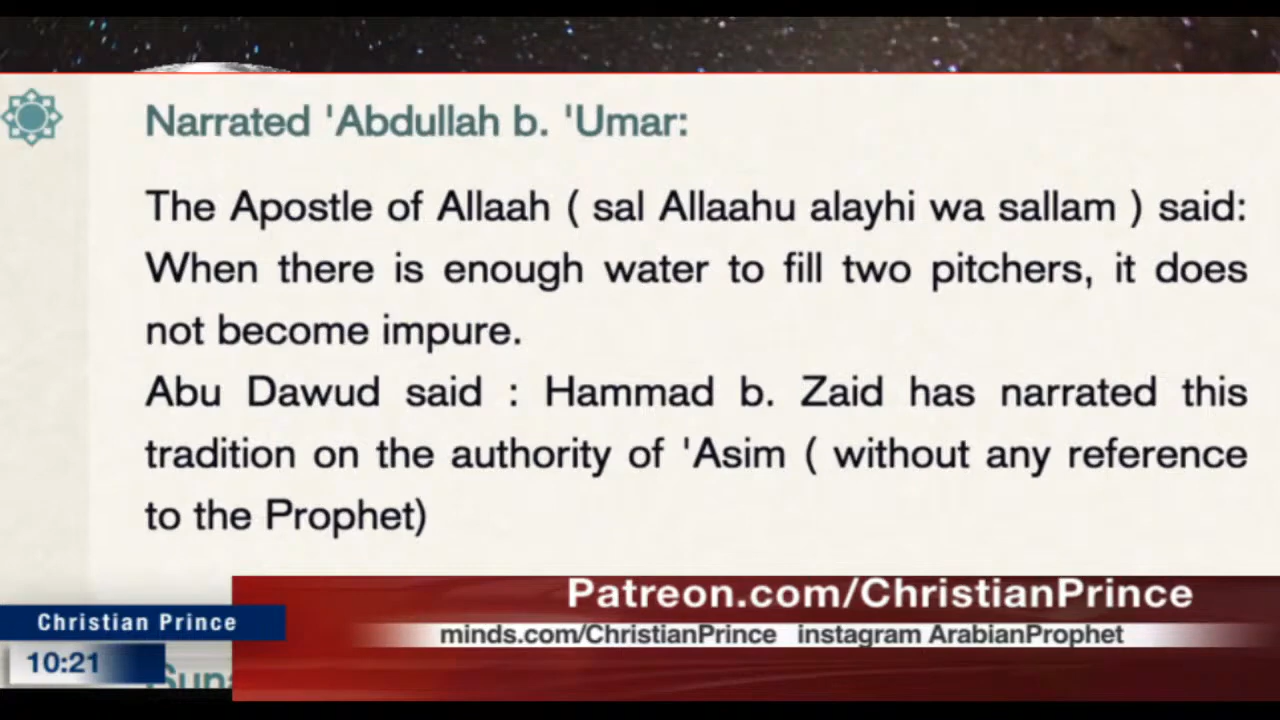 Narrated 'Abdullah b. 'Umar:
The Apostle of Allaah ( sal Allaahu alayhi wa sallam ) said:
When there is enough water to fill two pitchers, it does
not become impure.
Abu Dawud said : Hammad b. Zaid has narrated this
tradition on the authority of 'Asim ( without any reference
to the Prophet)
Patreon.com/ChristianPrince
Christian Prince
minds.com/ChristianPrince instagram ArabianProphet
10:21